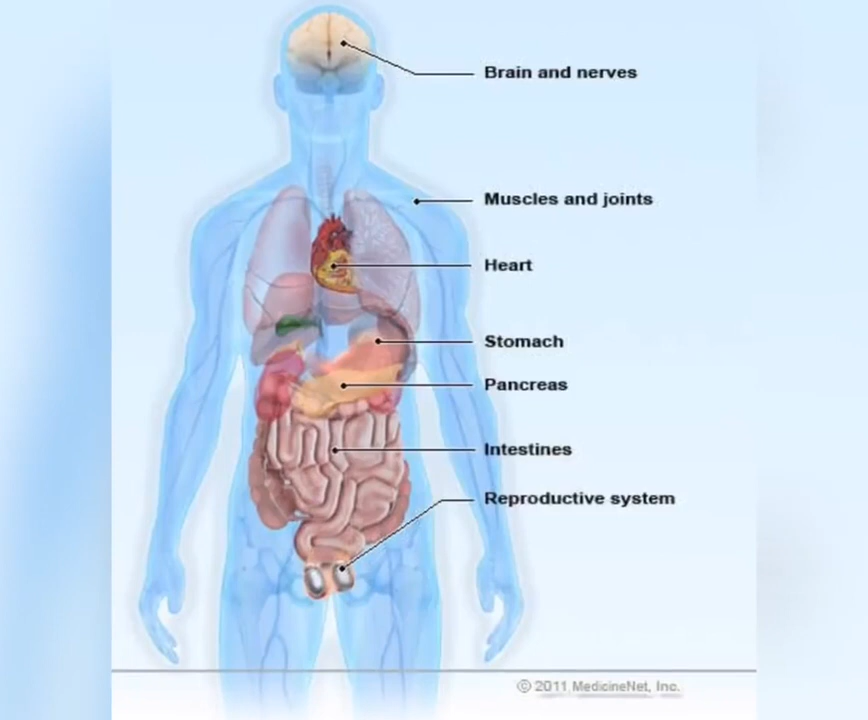 Brain and nerves
Muscles and joints
Heart
Stomach
Pancreas
Intestines
Reproductive system
© 2011 MedicineNet, Inc.